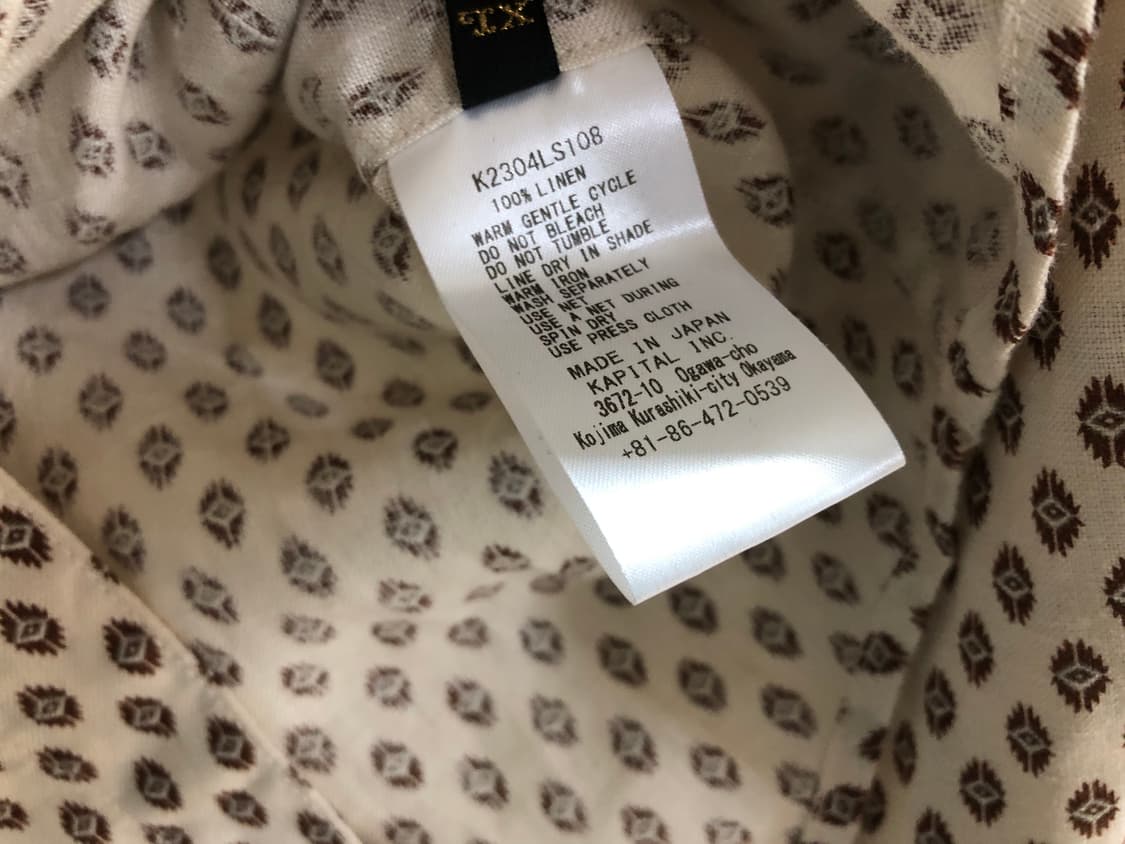 XL
K2304LS108
100% LINEN
WARM GENTLE CYCLE
DO NOT BLEACH
DO NOT TUMBLE
LINE DRY IN SHADE
WARM IRON
WASH SEPARATELY
USE NET
USE A NET DURING
SPIN DRY
USE PRESS CLOTH
MADE IN JAPAN
KAPITAL INC.
3672-10 Ogawa-cho
Kojima Kurashiki-city Okayama
+81-86-472-0539